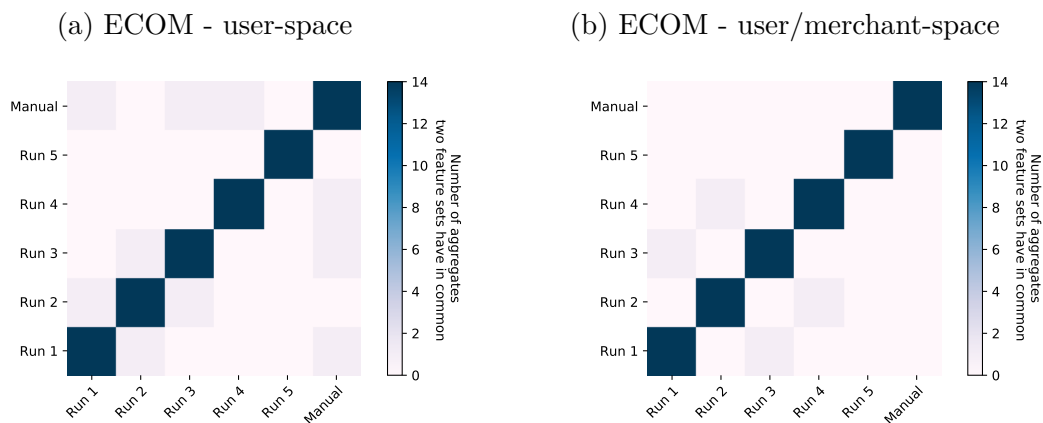 (a) ECOM - user-space
(b) ECOM - user/merchant-space
Manual
Run 5
Run 4
Run 3
Run 2
Run 1
Run 1
Run 2
Run 3
Run 4
Run 5
Manual
14
12
10
8
6
4
2
0
Number of aggregates
two feature sets have in common
Manual
Run 5
Run 4
Run 3
Run 2
Run 1
Run 1
Run 2
Run 3
Run 4
Run 5
Manual
14
12
10
8
6
4
2
0
Number of aggregates
two feature sets have in common